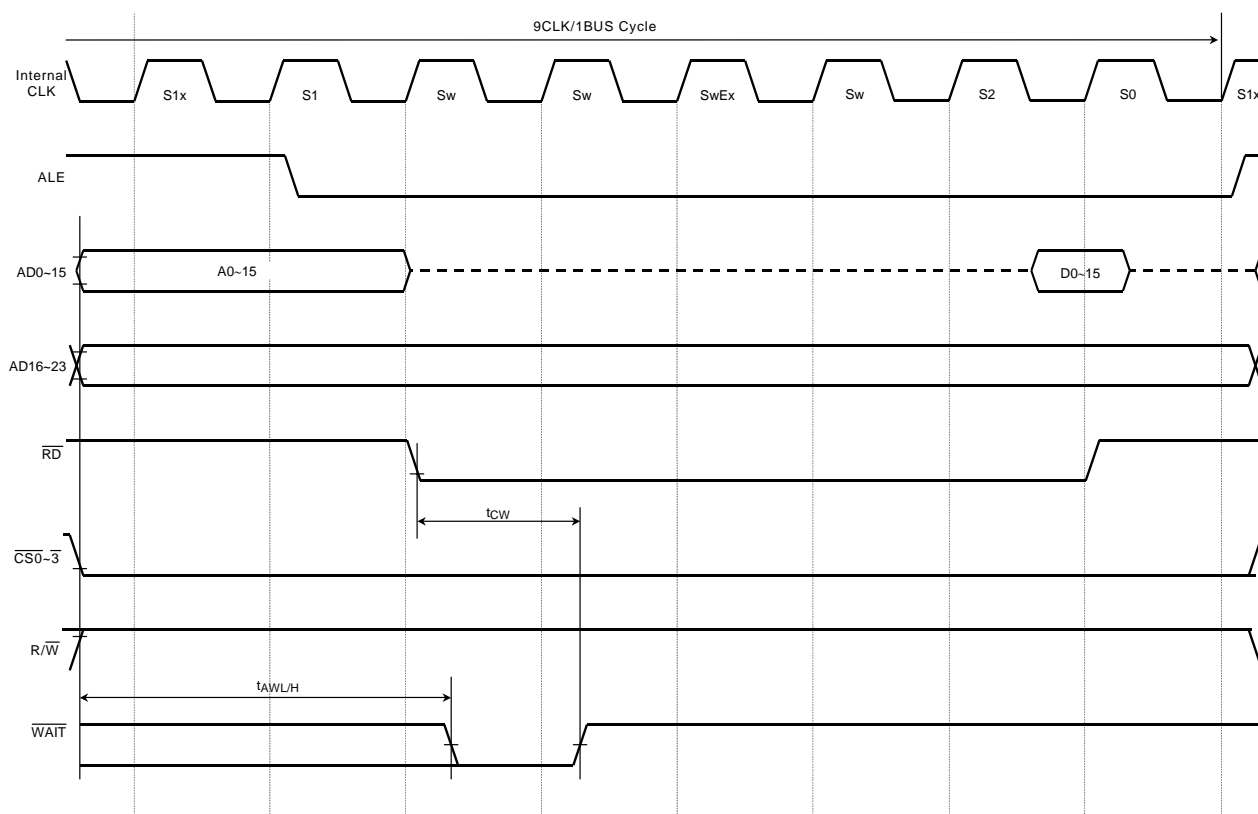 9CLK/1BUS Cycle
Internal
CLK
S1x
S1
Sw
Sw
SwEx
Sw
S2
S0
S1x
ALE
AD0~15
A0~15
D0~15
AD16~23
RD
tCW
CS0~3
R/W
tAWL/H
WAIT